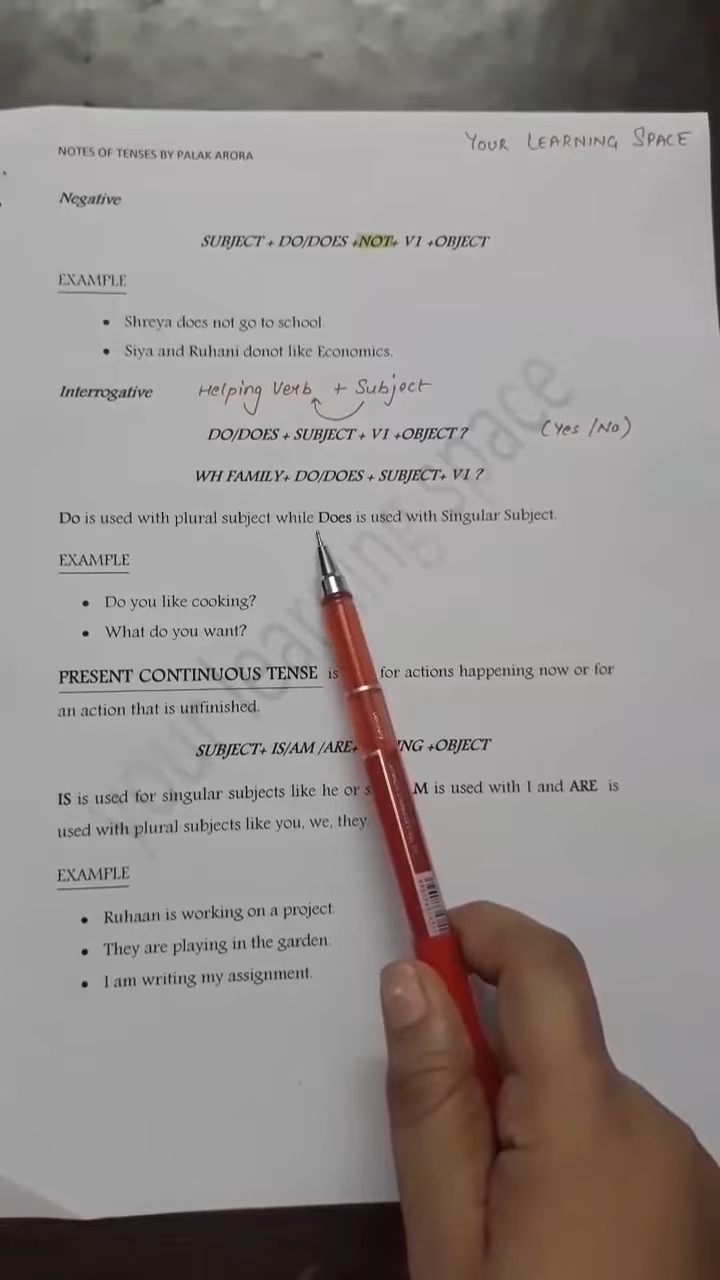 NOTES OF TENSES BY PALAK ARORA
YOUR LEARNING SPACE
Negative
SUBJECT + DO/DOES +NOT+ V1 +OBJECT
EXAMPLE
• Shreya does not go to school.
• Siya and Ruhani donot like Economics.
Interrogative Helping Verb + Subject
DO/DOES + SUBJECT + V1 +OBJECT ? (Yes /No)
WH FAMILY+ DO/DOES + SUBJECT+ V1 ?
Do is used with plural subject while Does is used with Singular Subject.
EXAMPLE
• Do you like cooking?
• What do you want?
PRESENT CONTINUOUS TENSE is for actions happening now or for
an action that is unfinished.
SUBJECT+ IS/AM /ARE+ +OBJECT
IS is used for singular subjects like he or is used with I and ARE is
used with plural subjects like you, we, they
EXAMPLE
• Ruhaan is working on a project.
• They are playing in the garden.
• I am writing my assignment.
your learning space